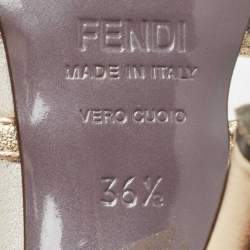 FENDI
MADE IN ITALY
VERO CUOIO
36½